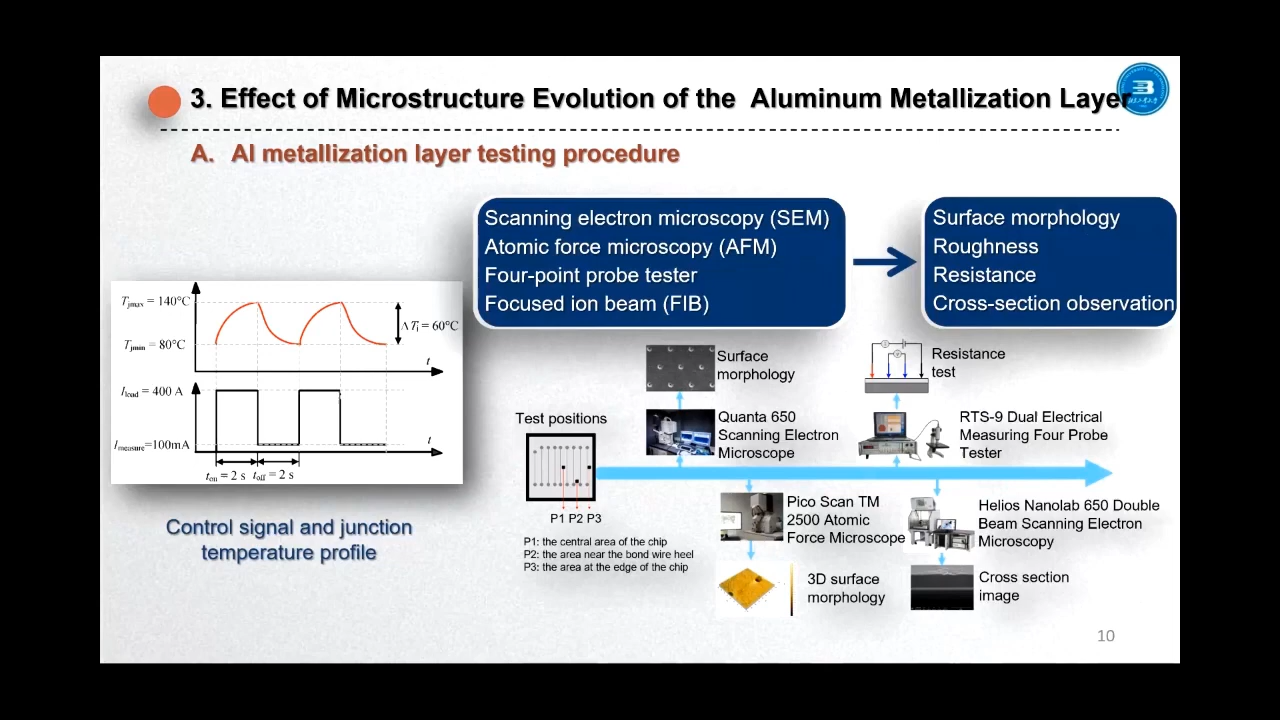 3. Effect of Microstructure Evolution of the Aluminum Metallization Layer
A. Al metallization layer testing procedure
Scanning electron microscopy (SEM)
Atomic force microscopy (AFM)
Four-point probe tester
Focused ion beam (FIB)
Surface morphology
Roughness
Resistance
Cross-section observation
Tjmax = 140°C
Tjmin = 80°C
Δ Tj = 60°C
t
Iload = 400 A
Imeasure=100mA
t
ton = 2 s toff = 2 s
Control signal and junction
temperature profile
Test positions
P1 P2 P3
P1: the central area of the chip
P2: the area near the bond wire heel
P3: the area at the edge of the chip
Surface
morphology
Quanta 650
Scanning Electron
Microscope
Resistance
test
RTS-9 Dual Electrical
Measuring Four Probe
Tester
Pico Scan TM
2500 Atomic
Force Microscope
3D surface
morphology
Helios Nanolab 650 Double
Beam Scanning Electron
Microscopy
Cross section
image
10